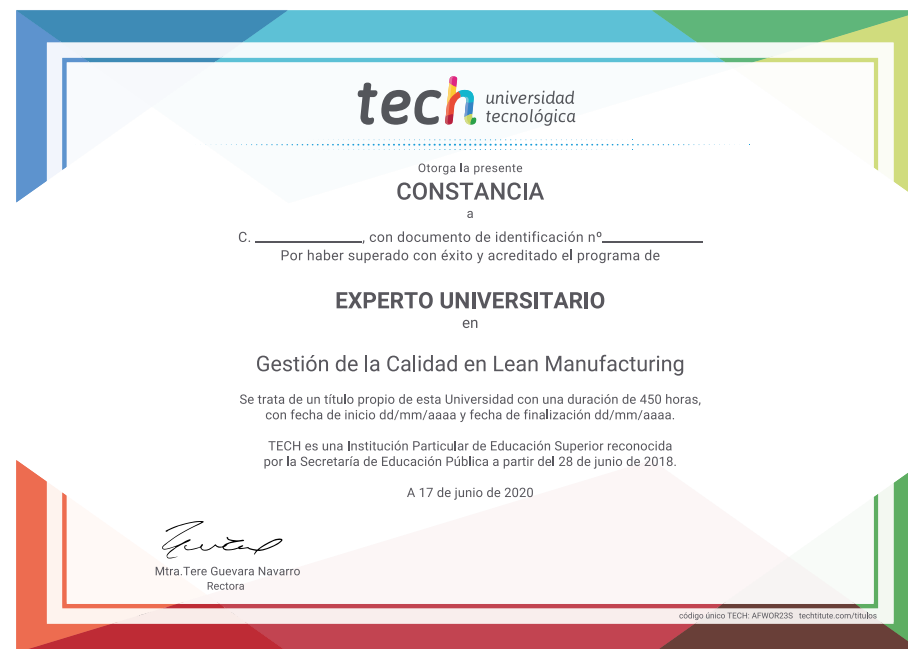 tech universidad
tecnológica
Otorga la presente
CONSTANCIA
a
C. ______________, con documento de identificación nº______________
Por haber superado con éxito y acreditado el programa de
EXPERTO UNIVERSITARIO
en
Gestión de la Calidad en Lean Manufacturing
Se trata de un título propio de esta Universidad con una duración de 450 horas,
con fecha de inicio dd/mm/aaaa y fecha de finalización dd/mm/aaaa.
TECH es una Institución Particular de Educación Superior reconocida
por la Secretaría de Educación Pública a partir del 28 de junio de 2018.
A 17 de junio de 2020
Mtra.Tere Guevara Navarro
Rectora
código único TECH: AFWOR23S techtitute.com/titulos